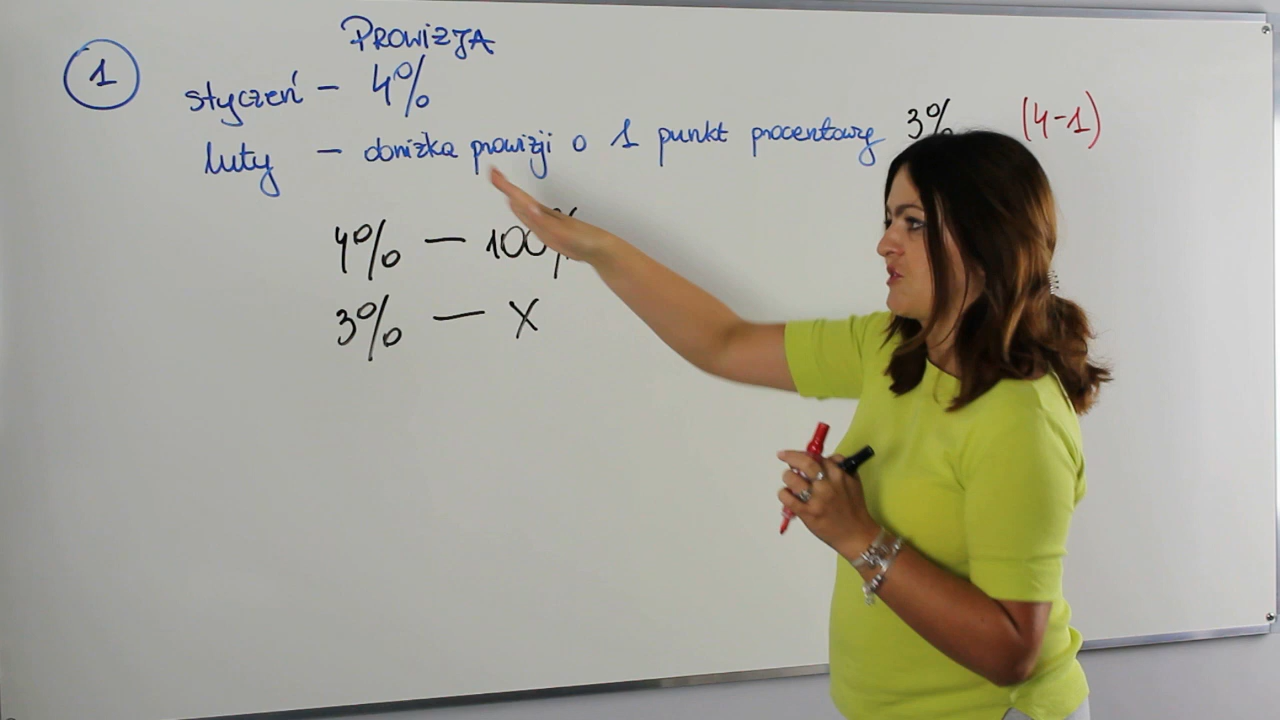 1
PROWIZJA
styczeń – 4%
luty – obniżka prowizji o 1 punkt procentowy 3% (4-1)
4% – 100%
3% – X